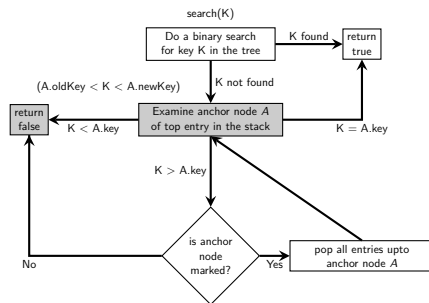 search(K)
Do a binary search
for key K in the tree
K found
return
true
K not found
(A.oldKey < K < A.newKey)
return
false
K < A.key
Examine anchor node A
of top entry in the stack
K = A.key
K > A.key
is anchor
node
marked?
No
Yes
pop all entries upto
anchor node A